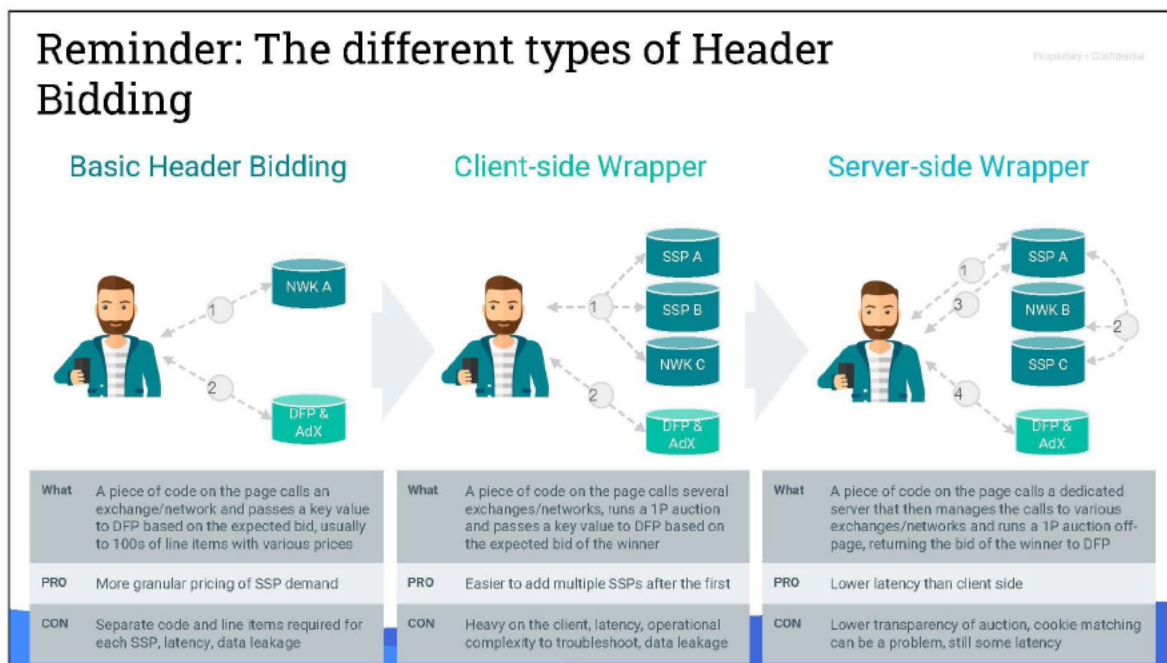 Reminder: The different types of Header
Bidding
Proprietary + Confidential
Basic Header Bidding
NWK A
1
2
DFP &
AdX
Client-side Wrapper
SSP A
1
SSP B
NWK C
2
DFP &
AdX
Server-side Wrapper
SSP A
1
3
NWK B
2
SSP C
4
DFP &
AdX
What
A piece of code on the page calls an
exchange/network and passes a key value
to DFP based on the expected bid, usually
to 100s of line items with various prices
PRO
More granular pricing of SSP demand
CON
Separate code and line items required for
each SSP, latency, data leakage
What
A piece of code on the page calls several
exchanges/networks, runs a 1P auction
and passes a key value to DFP based on
the expected bid of the winner
PRO
Easier to add multiple SSPs after the first
CON
Heavy on the client, latency, operational
complexity to troubleshoot, data leakage
What
A piece of code on the page calls a dedicated
server that then manages the calls to various
exchanges/networks and runs a 1P auction off-
page, returning the bid of the winner to DFP
PRO
Lower latency than client side
CON
Lower transparency of auction, cookie matching
can be a problem, still some latency